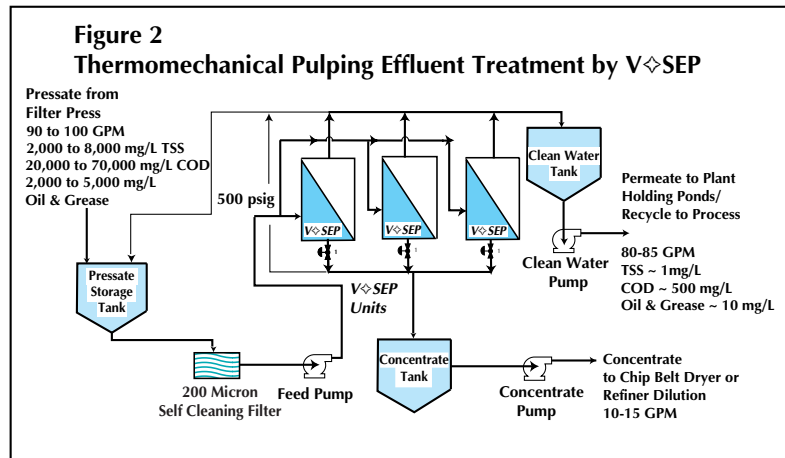 Figure 2
Thermomechanical Pulping Effluent Treatment by V✧SEP
Pressate from
Filter Press
90 to 100 GPM
2,000 to 8,000 mg/L TSS
20,000 to 70,000 mg/L COD
2,000 to 5,000 mg/L
Oil & Grease
500 psig
V✧SEP
V✧SEP
V✧SEP
1
1
1
V✧SEP
Units
Clean Water
Tank
Clean Water
Pump
Permeate to Plant
Holding Ponds/
Recycle to Process
80-85 GPM
TSS ~ 1mg/L
COD ~ 500 mg/L
Oil & Grease ~ 10 mg/L
Pressate
Storage
Tank
200 Micron
Self Cleaning Filter
Feed Pump
Concentrate
Tank
Concentrate
Pump
Concentrate
to Chip Belt Dryer or
Refiner Dilution
10-15 GPM